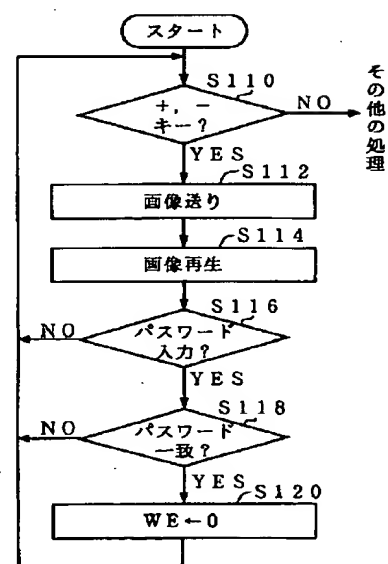 スタート
S110
+, −
キー?
NO
その他の処理
YES
S112
画像送り
S114
画像再生
S116
パスワード
入力?
NO
YES
S118
パスワード
一致?
NO
YES
S120
WE←0